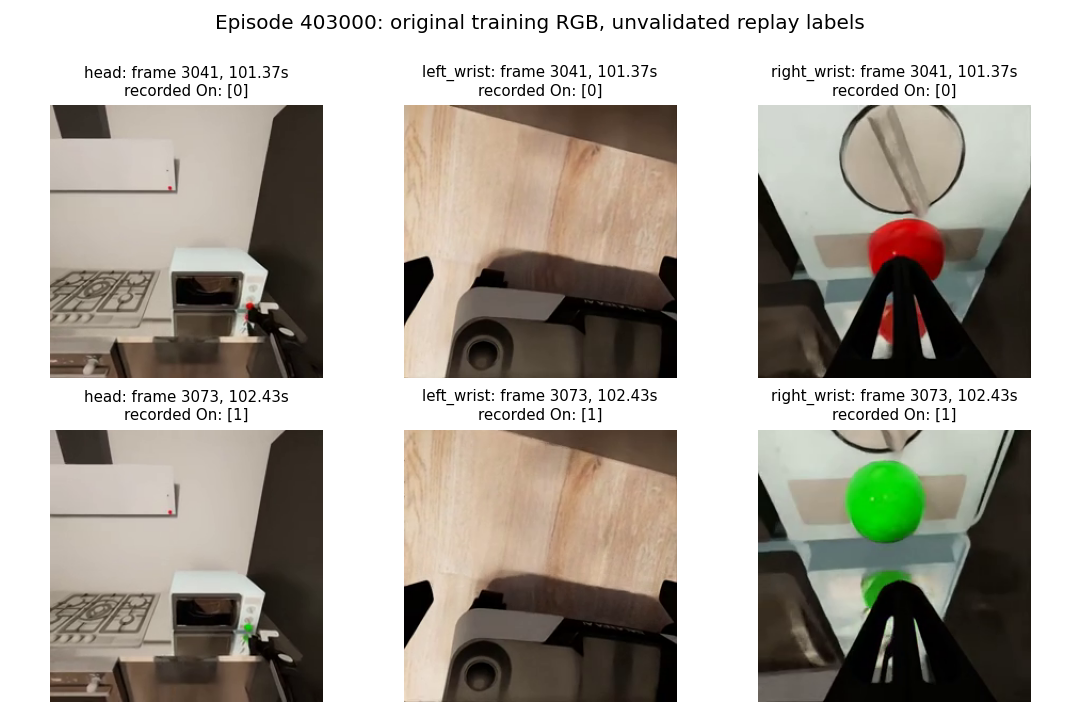 Episode 403000: original training RGB, unvalidated replay labels
head: frame 3041, 101.37s
recorded On: [0]
left_wrist: frame 3041, 101.37s
recorded On: [0]
right_wrist: frame 3041, 101.37s
recorded On: [0]
head: frame 3073, 102.43s
recorded On: [1]
left_wrist: frame 3073, 102.43s
recorded On: [1]
right_wrist: frame 3073, 102.43s
recorded On: [1]